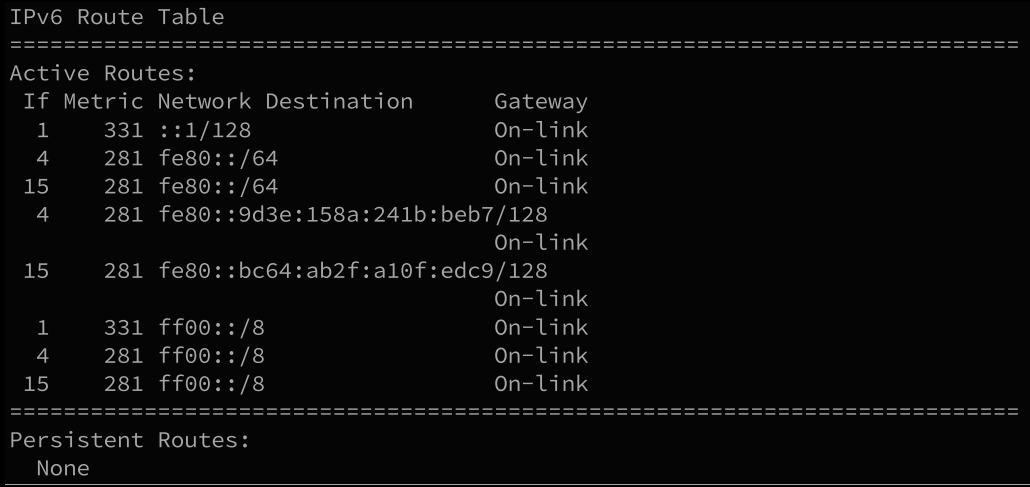 IPv6 Route Table
===========================================================================
Active Routes:
 If Metric Network Destination      Gateway
  1    331 ::1/128                  On-link
  4    281 fe80::/64                On-link
 15    281 fe80::/64                On-link
  4    281 fe80::9d3e:158a:241b:beb7/128
                                    On-link
 15    281 fe80::bc64:ab2f:a10f:edc9/128
                                    On-link
  1    331 ff00::/8                 On-link
  4    281 ff00::/8                 On-link
 15    281 ff00::/8                 On-link
===========================================================================
Persistent Routes:
  None